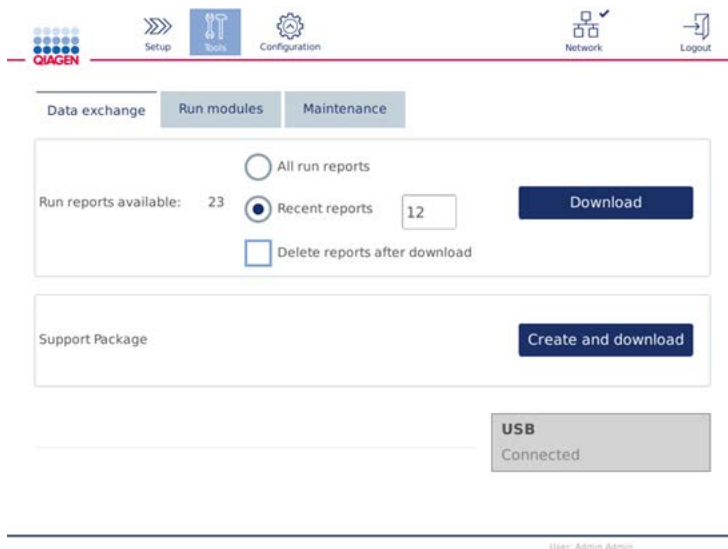 QIAGEN
Setup
Tools
Configuration
Network
Logout
Data exchange
Run modules
Maintenance
All run reports
Run reports available: 23
Recent reports 12
Download
Delete reports after download
Support Package
Create and download
USB
Connected
User: Admin Admin